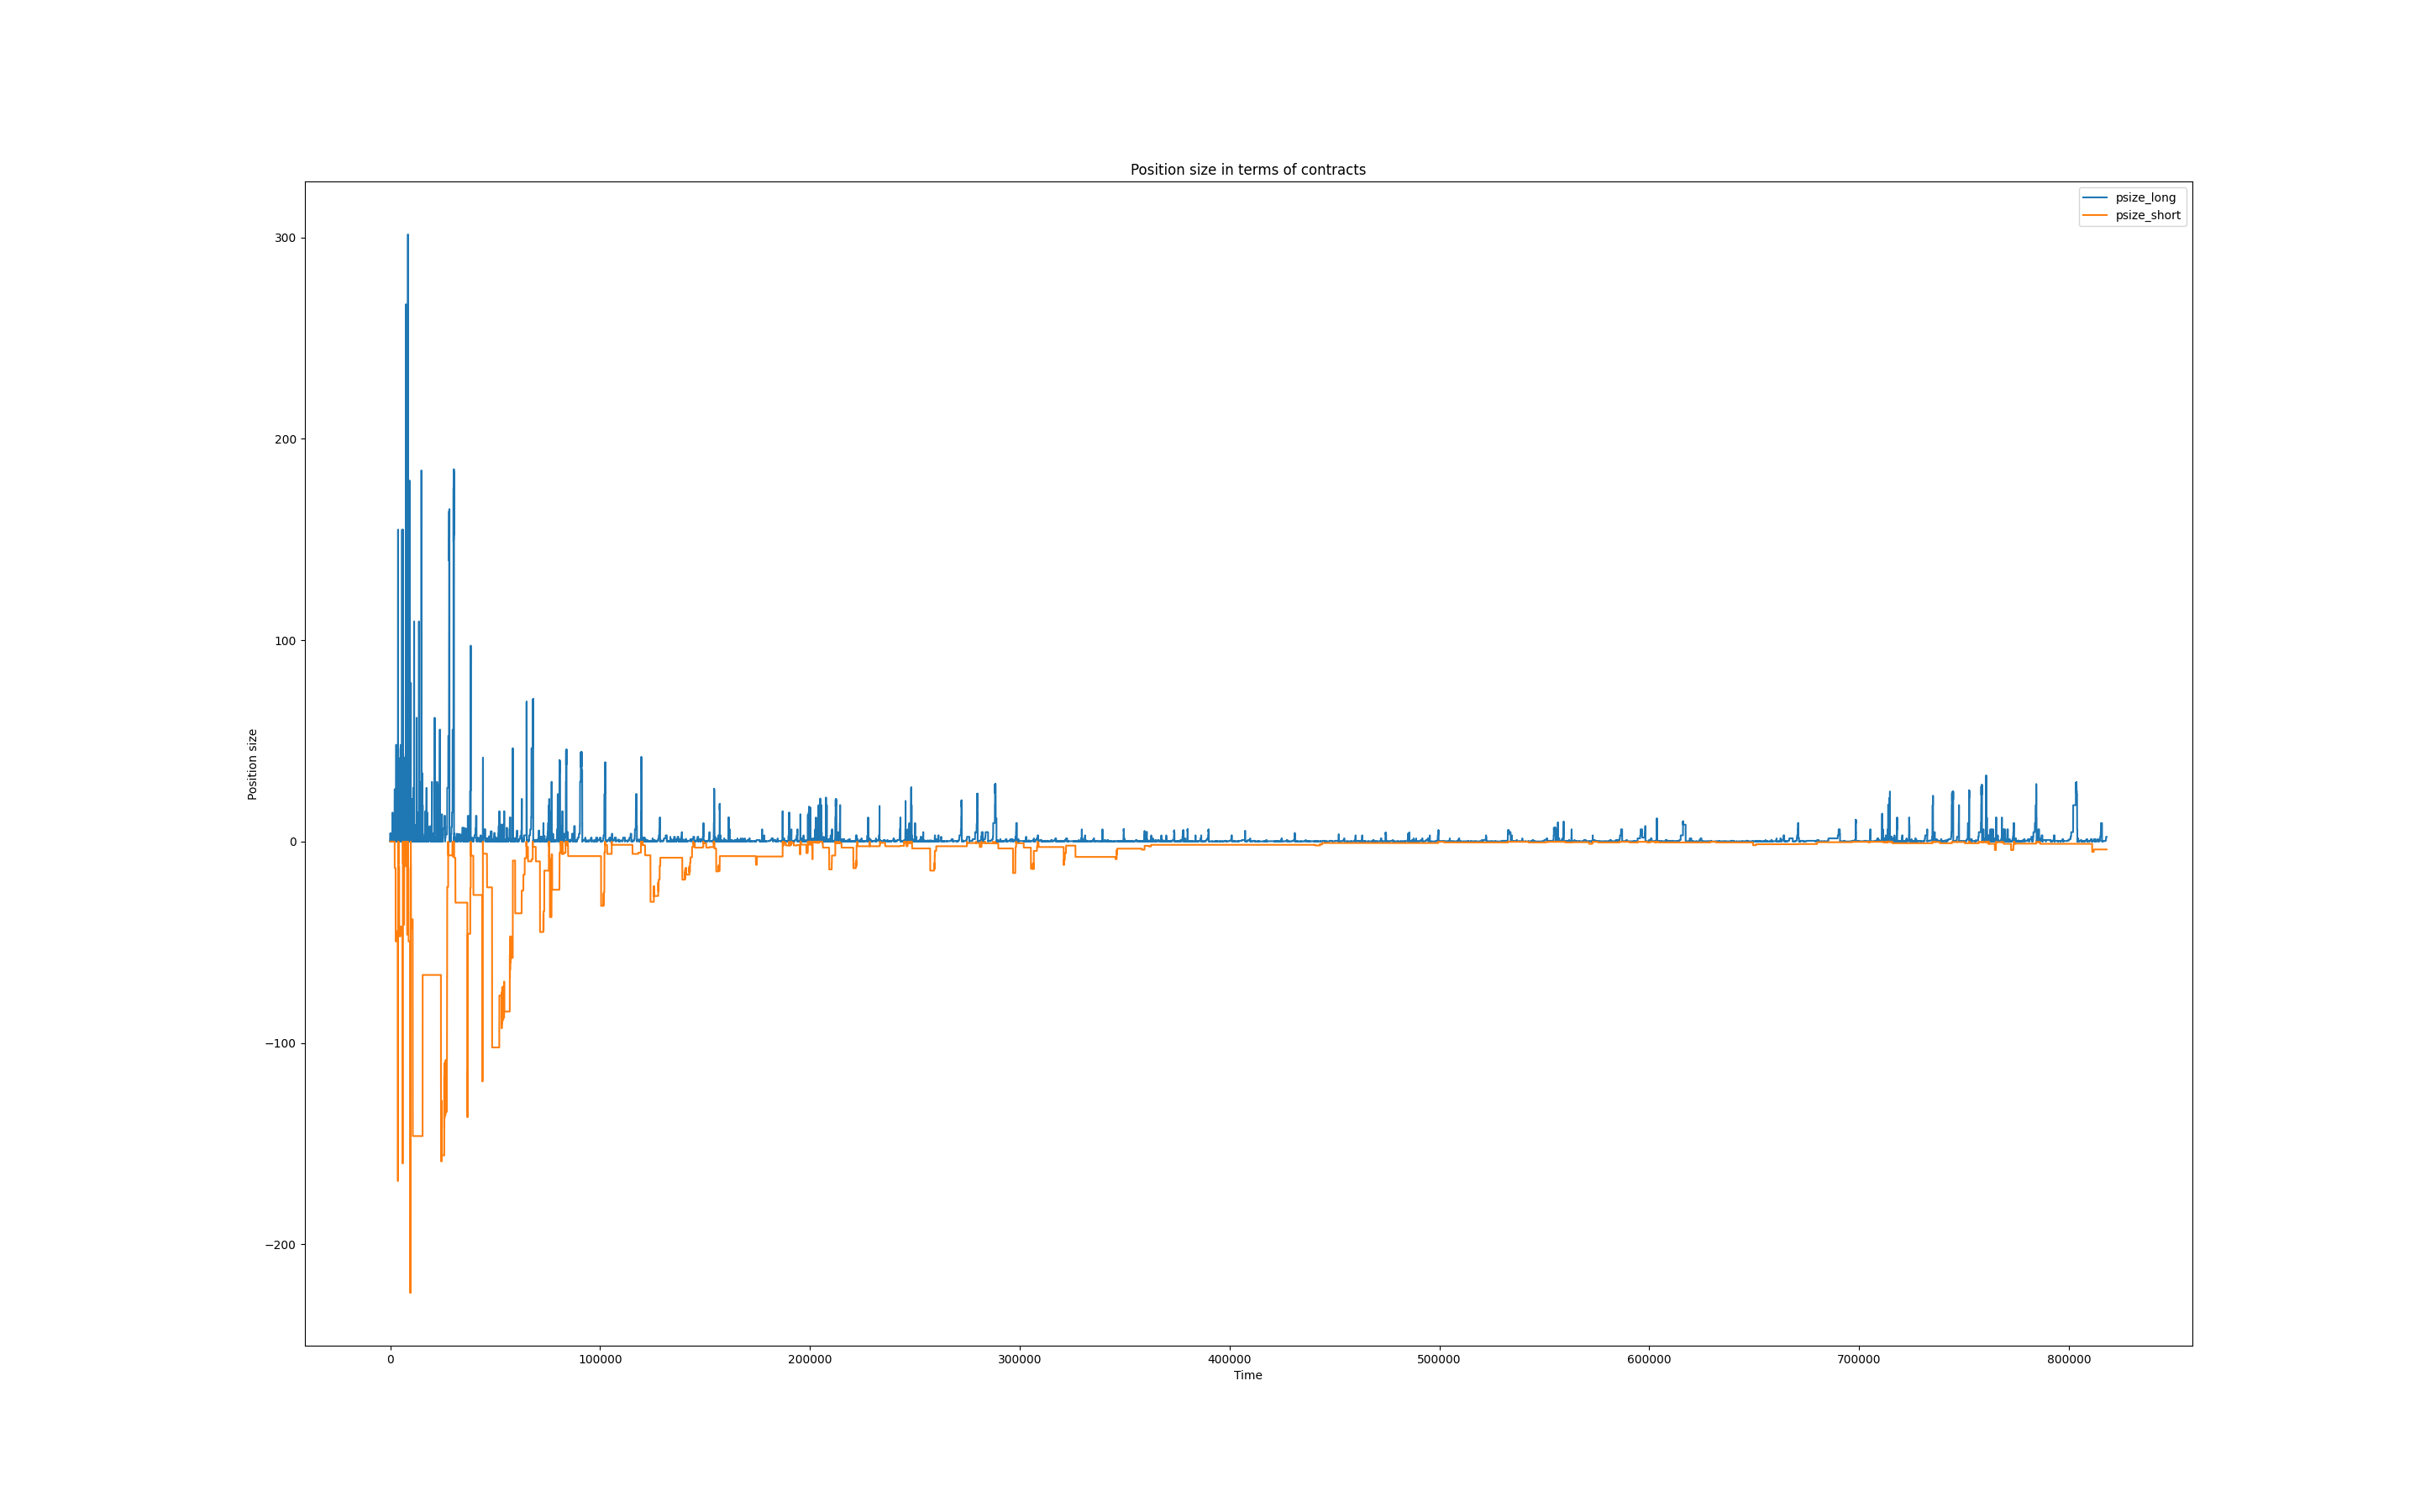 Position size in terms of contracts
psize_long
psize_short
300
200
100
0
−100
−200
Position size
0 100000 200000 300000 400000 500000 600000 700000 800000
Time